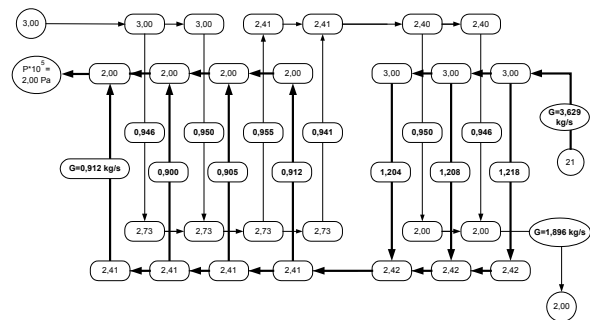 3,00 3,00 3,00 2,41 2,41 2,40 2,40
P*10 5 =
2,00 Pa
2,00 2,00 2,00 2,00 3,00 3,00 3,00
G=3,629
kg/s
0,946 0,950 0,955 0,941 0,950 0,946
21
G=0,912 kg/s 0,900 0,905 0,912 1,204 1,208 1,218
2,73 2,73 2,73 2,73 2,00 2,00 G=1,896 kg/s
2,41 2,41 2,41 2,41 2,42 2,42 2,42
2,00